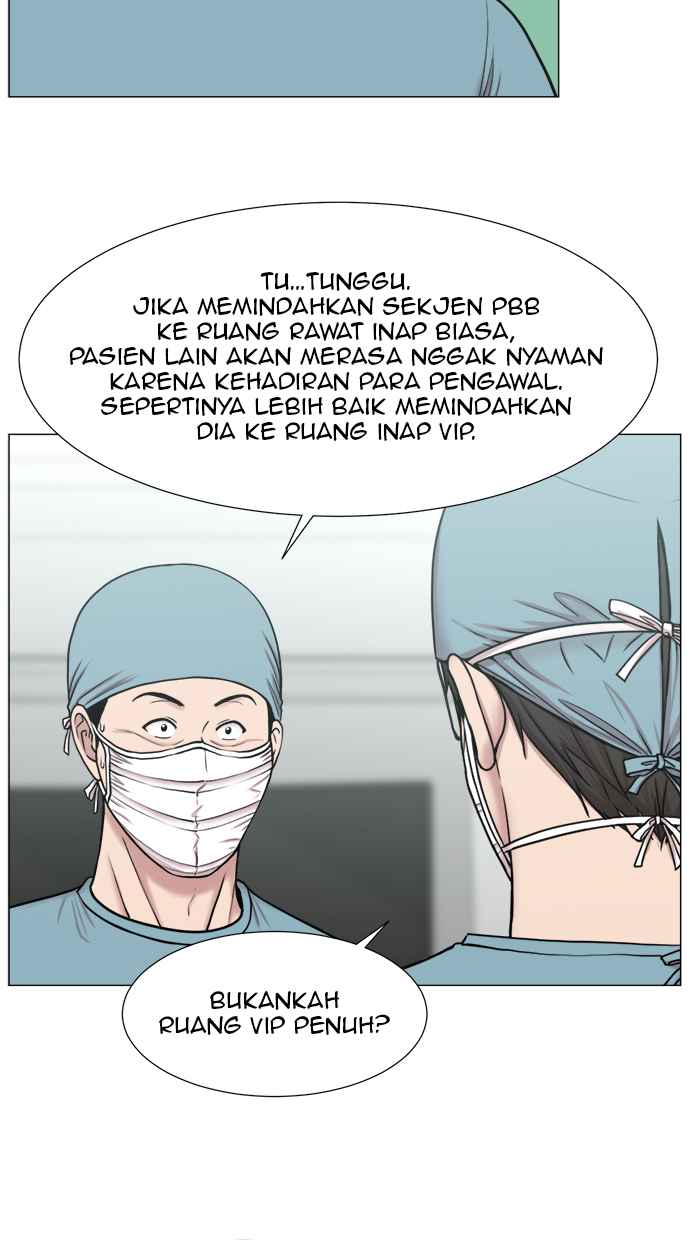 TU...TUNGGU.
JIKA MEMINDAHKAN SEKJEN PBB
KE RUANG RAWAT INAP BIASA,
PASIEN LAIN AKAN MERASA NGGAK NYAMAN
KARENA KEHADIRAN PARA PENGAWAL.
SEPERTINYA LEBIH BAIK MEMINDAHKAN
DIA KE RUANG INAP VIP.
BUKANKAH
RUANG VIP PENUH?